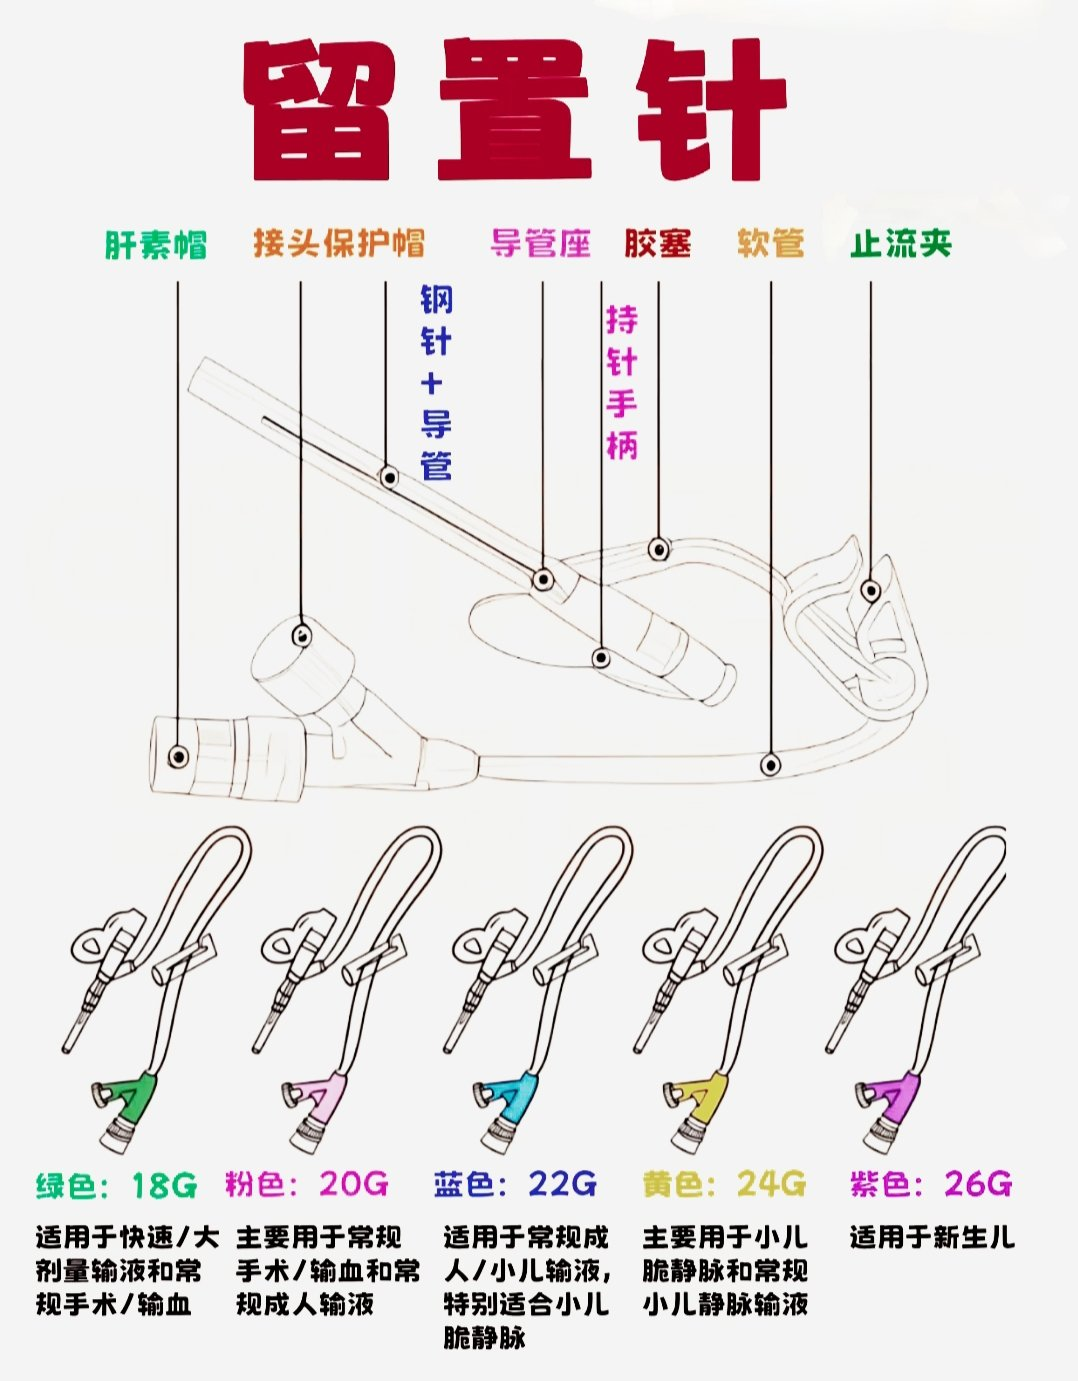 留置针
肝素帽 接头保护帽 导管座 胶塞 软管 止流夹
钢针+导管
持针手柄
绿色：18G
适用于快速/大
剂量输液和常
规手术/输血
粉色：20G
主要用于常规
手术/输血和常
规成人输液
蓝色：22G
适用于常规成
人/小儿输液，
特别适合小儿
脆静脉
黄色：24G
主要用于小儿
脆静脉和常规
小儿静脉输液
紫色：26G
适用于新生儿